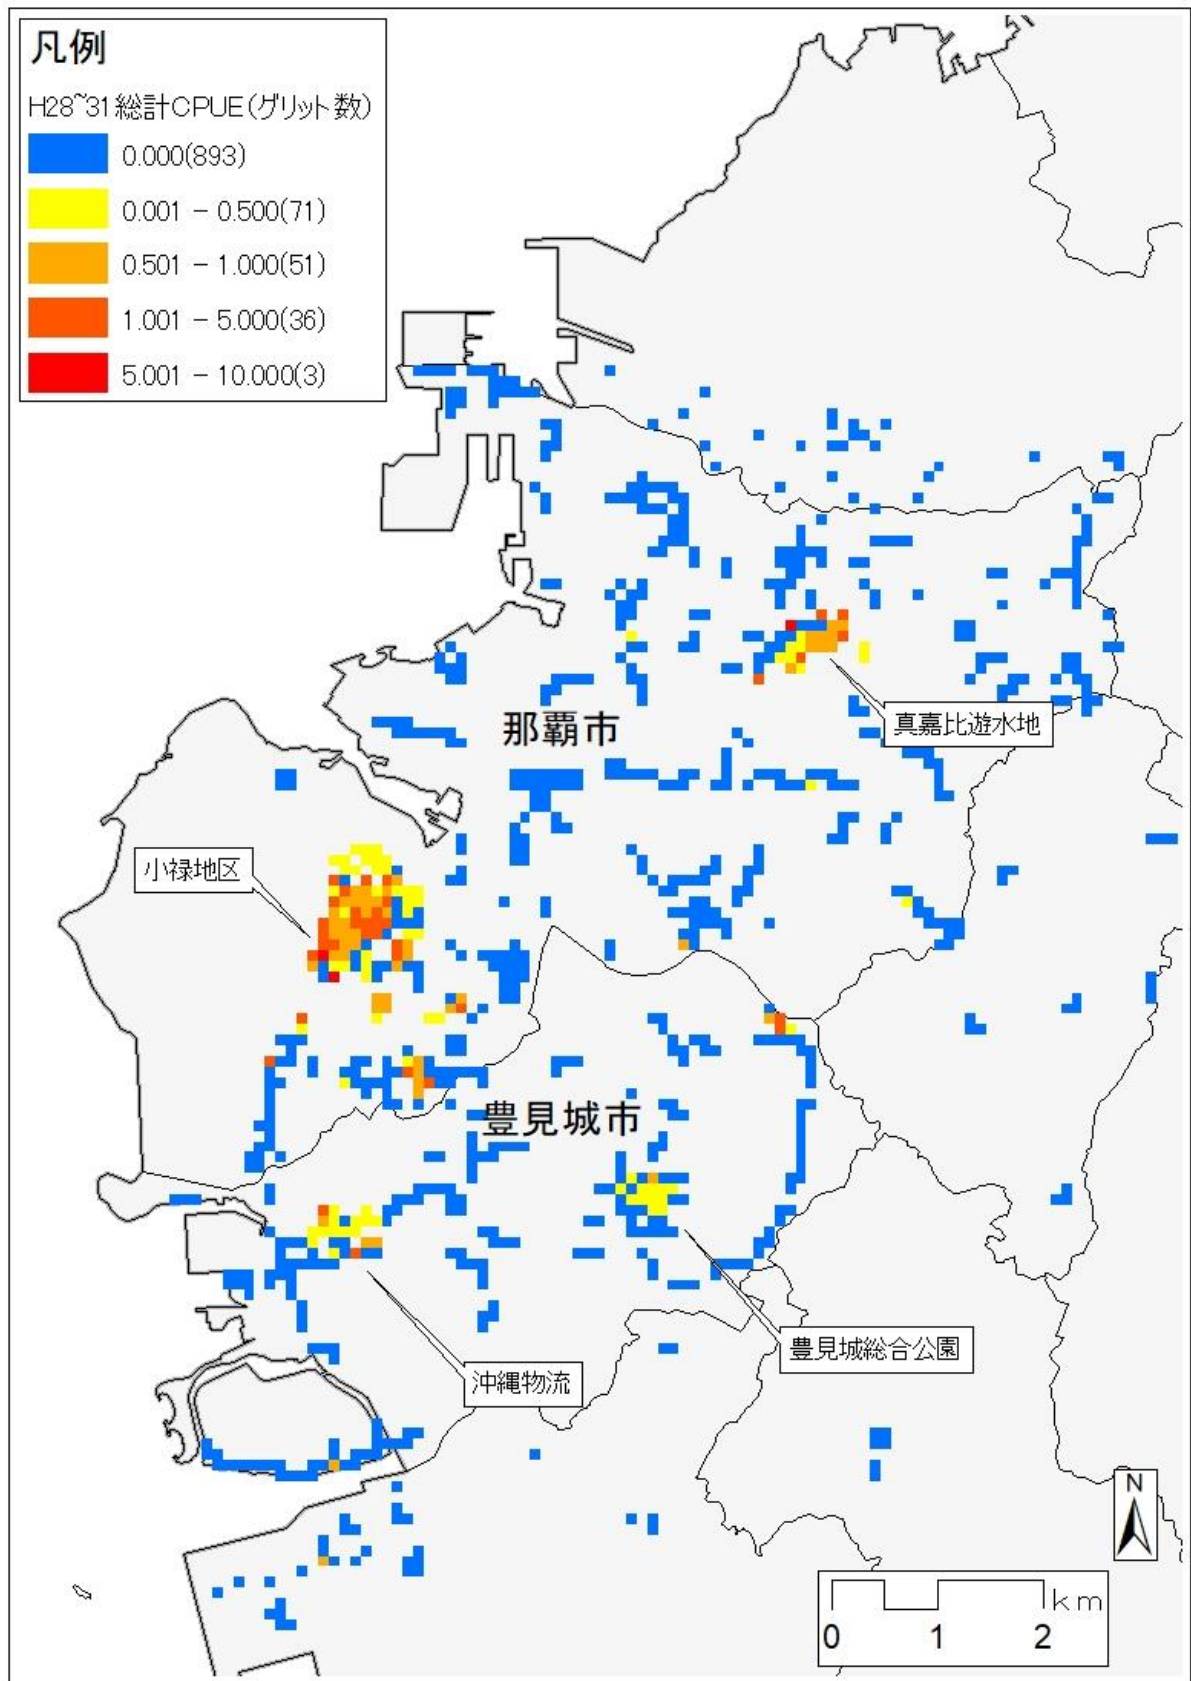 凡例
H28~31総計CPUE(グリット数)
0.000(893)
0.001 - 0.500(71)
0.501 - 1.000(51)
1.001 - 5.000(36)
5.001 - 10.000(3)
那覇市
真嘉比遊水地
小禄地区
豊見城市
豊見城総合公園
沖縄物流
N
km
0 1 2